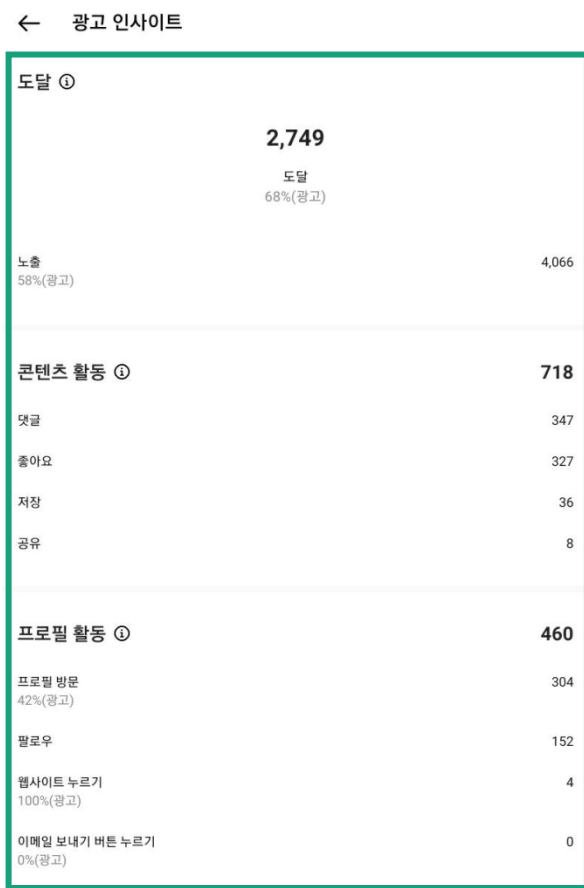 광고 인사이트
도달
2,749
도달
68%(광고)
노출 4,066
58%(광고)
콘텐츠 활동 718
댓글 347
좋아요 327
저장 36
공유 8
프로필 활동 460
프로필 방문 304
42%(광고)
팔로우 152
웹사이트 누르기 4
100%(광고)
이메일 보내기 버튼 누르기 0
0%(광고)